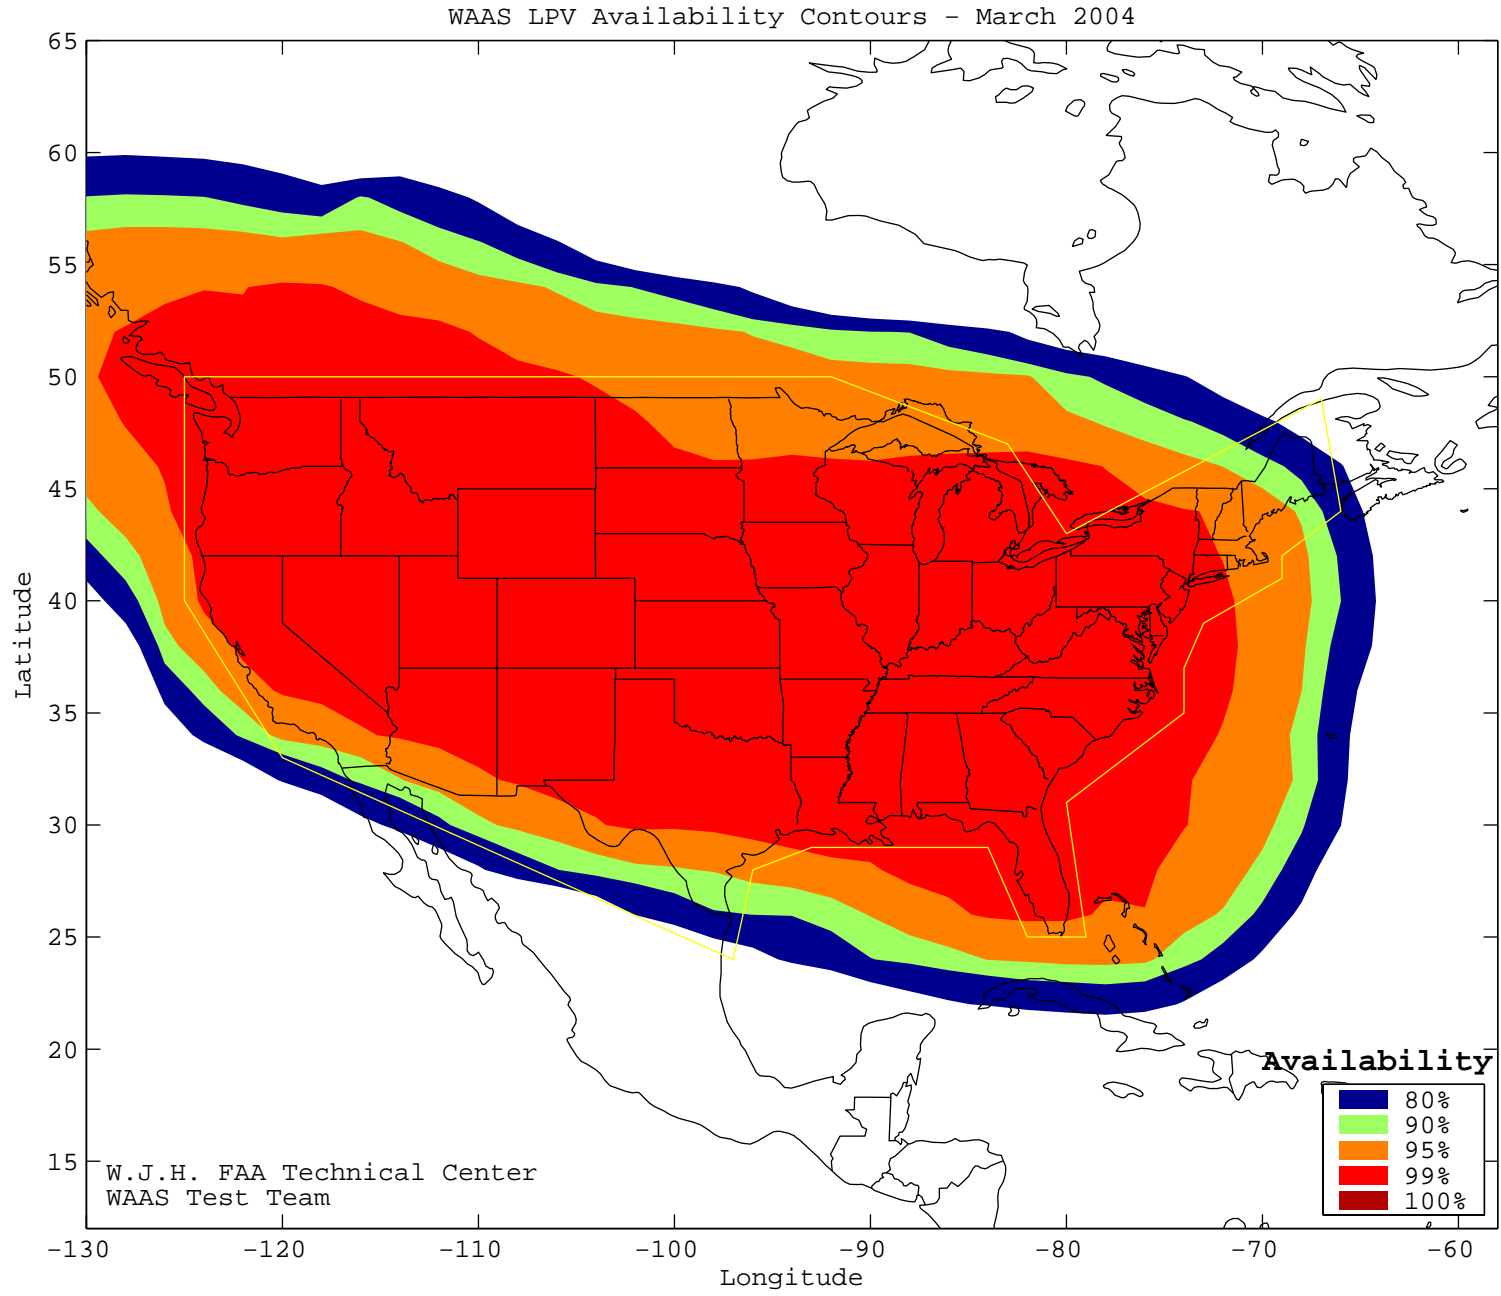 WAAS LPV Availability Contours - March 2004
65
60
55
50
45
40
35
30
25
20
15
Latitude
-130 -120 -110 -100 -90 -80 -70 -60
Longitude
W.J.H. FAA Technical Center
WAAS Test Team
Availability
80%
90%
95%
99%
100%